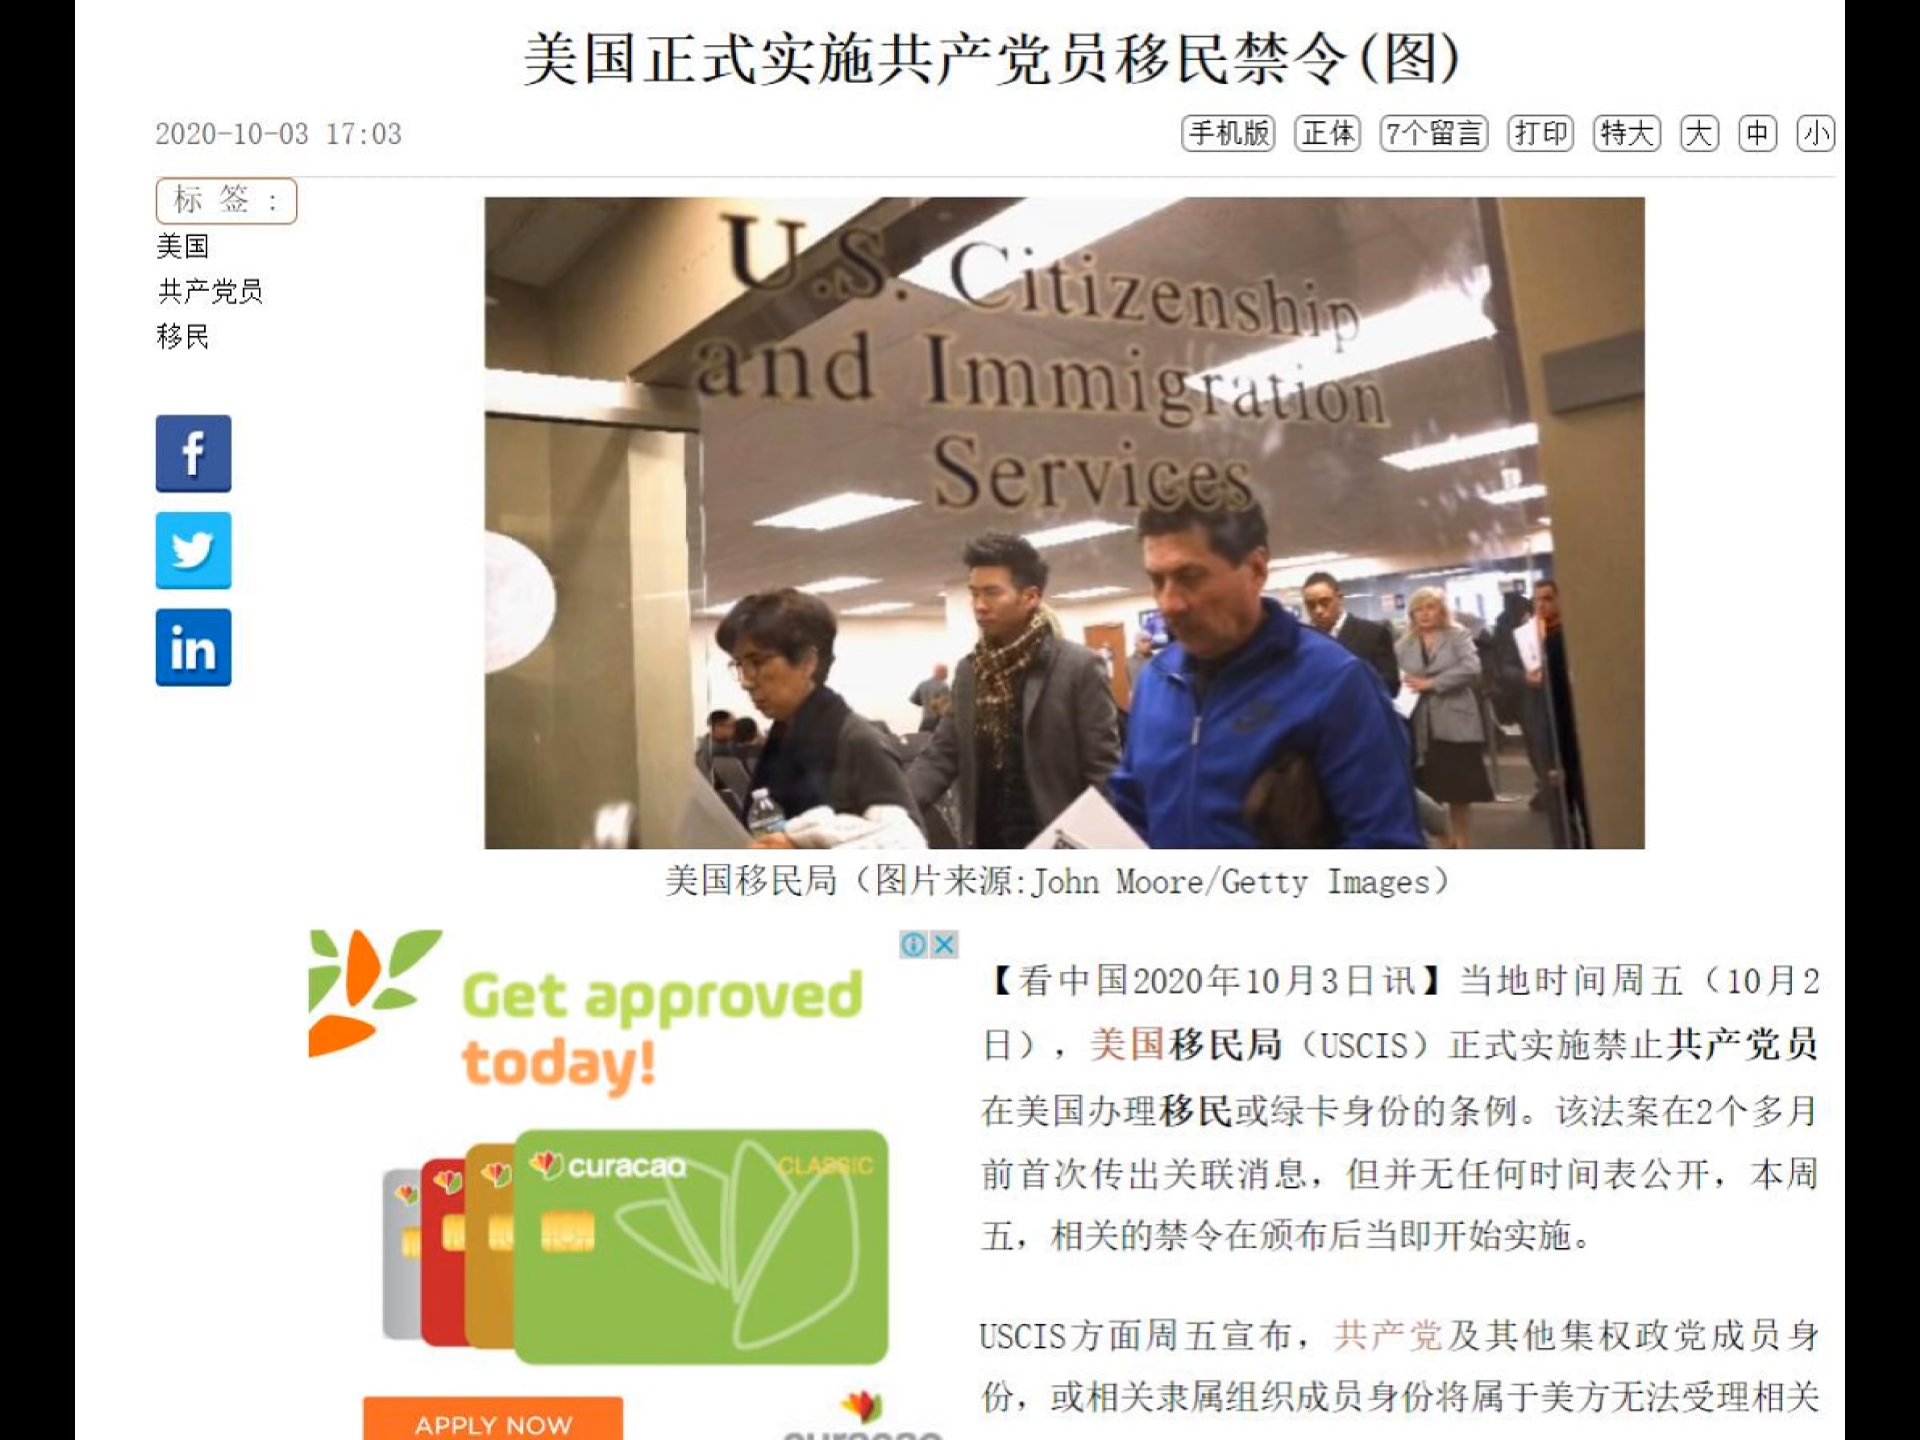 美国正式实施共产党员移民禁令(图)
2020-10-03 17:03
手机版 正体 7个留言 打印 特大 大 中 小
标 签 :
美国
共产党员
移民
f
in
U.S. Citizenship
and Immigration
Services
美国移民局（图片来源:John Moore/Getty Images）
Get approved
today!
curacao CLASSIC
APPLY NOW
curacao
【看中国2020年10月3日讯】当地时间周五（10月2
日），美国移民局（USCIS）正式实施禁止共产党员
在美国办理移民或绿卡身份的条例。该法案在2个多月
前首次传出关联消息，但并无任何时间表公开，本周
五，相关的禁令在颁布后当即开始实施。
USCIS方面周五宣布，共产党及其他集权政党成员身
份，或相关隶属组织成员身份将属于美方无法受理相关